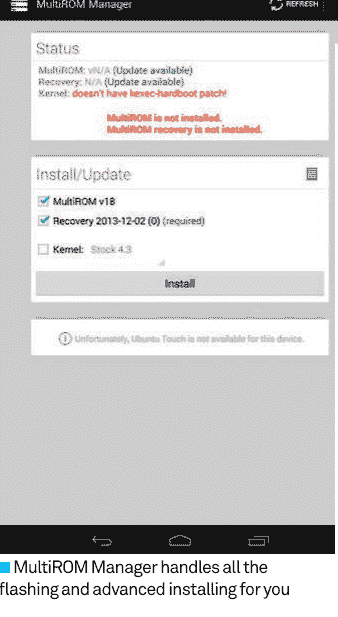 MultiROM Manager
REFRESH
Status
MultiROM: vN/A (Update available)
Recovery: N/A (Update available)
Kernel: doesn't have kexec-hardboot patch!
MultiROM is not installed.
MultiROM recovery is not installed.
Install/Update
MultiROM v18
Recovery 2013-12-02 (0) (required)
Kernel: Stock 4.3
Install
Unfortunately, Ubuntu Touch is not available for this device.
MultiROM Manager handles all the
flashing and advanced installing for you